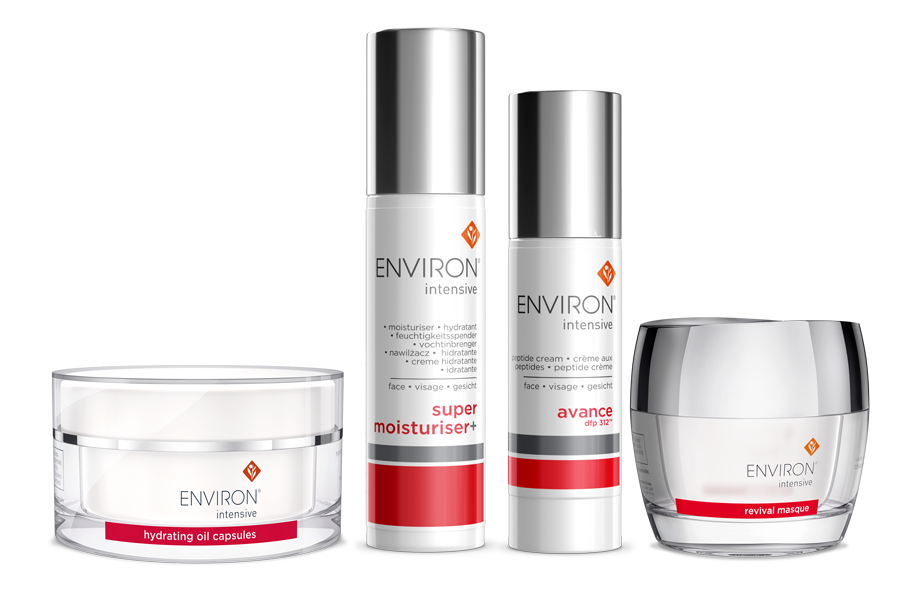 ENVIRON®
intensive
hydrating oil capsules
ENVIRON®
intensive
• moisturiser • hydratant
• feuchtigkeitsspender
• vochtinbrenger
• nawilżacz • hidratante
• creme hidratante
• idratante
face • visage • gesicht
super
moisturiser+
ENVIRON®
intensive
peptide cream • crème aux
peptides • peptide crème
face • visage • gesicht
avance
dfp 312™
ENVIRON®
intensive
revival masque